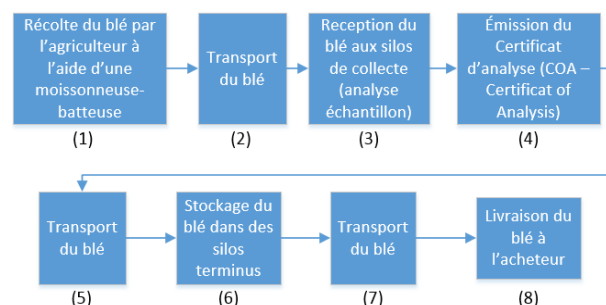 Récolte du blé par
l'agriculteur à
l'aide d'une
moissonneuse-
batteuse
(1)
Transport
du blé
(2)
Reception du
blé aux silos
de collecte
(analyse
échantillon)
(3)
Émission du
Certificat
d'analyse (COA –
Certificat of
Analysis)
(4)
Transport
du blé
(5)
Stockage du
blé dans des
silos
terminus
(6)
Transport
du blé
(7)
Livraison du
blé à
l'acheteur
(8)